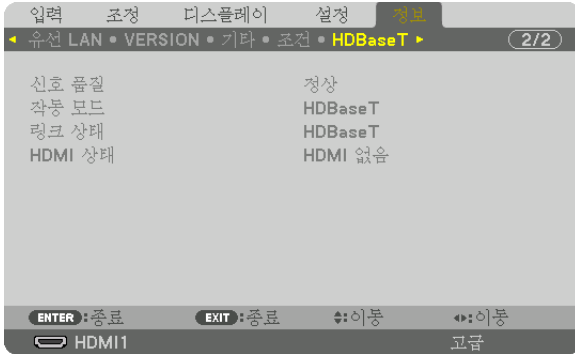 입력 조정 디스플레이 설정 정보
◂ 유선 LAN • VERSION • 기타 • 조건 • HDBaseT ▸ 2/2
신호 품질 정상
작동 모드 HDBaseT
링크 상태 HDBaseT
HDMI 상태 HDMI 없음
ENTER :종료 EXIT :종료 :이동 :이동
HDMI1 고급